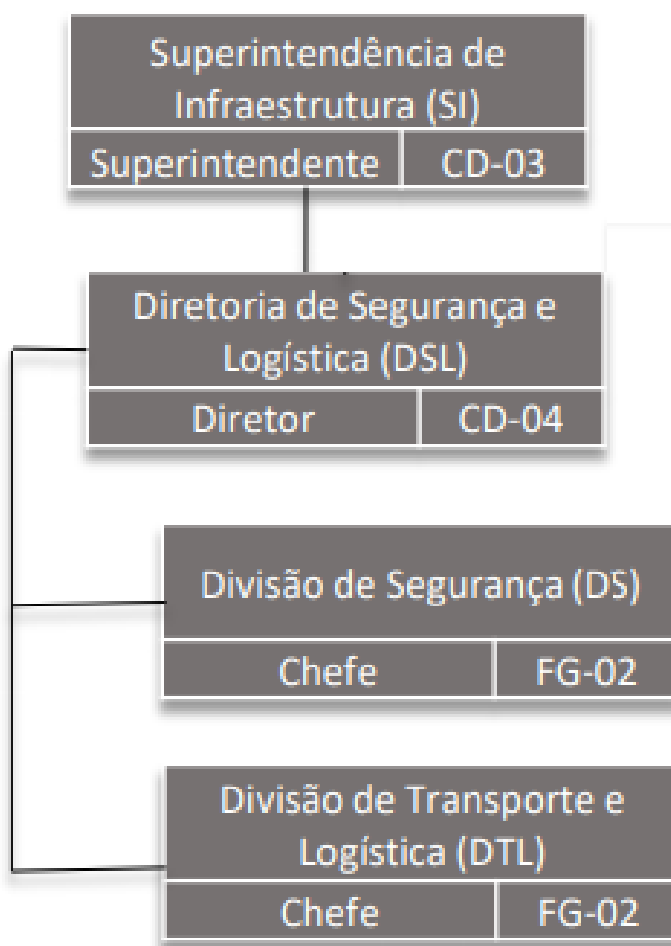 Superintendência de
Infraestrutura (SI)
Superintendente CD-03
Diretoria de Segurança e
Logística (DSL)
Diretor CD-04
Divisão de Segurança (DS)
Chefe FG-02
Divisão de Transporte e
Logística (DTL)
Chefe FG-02